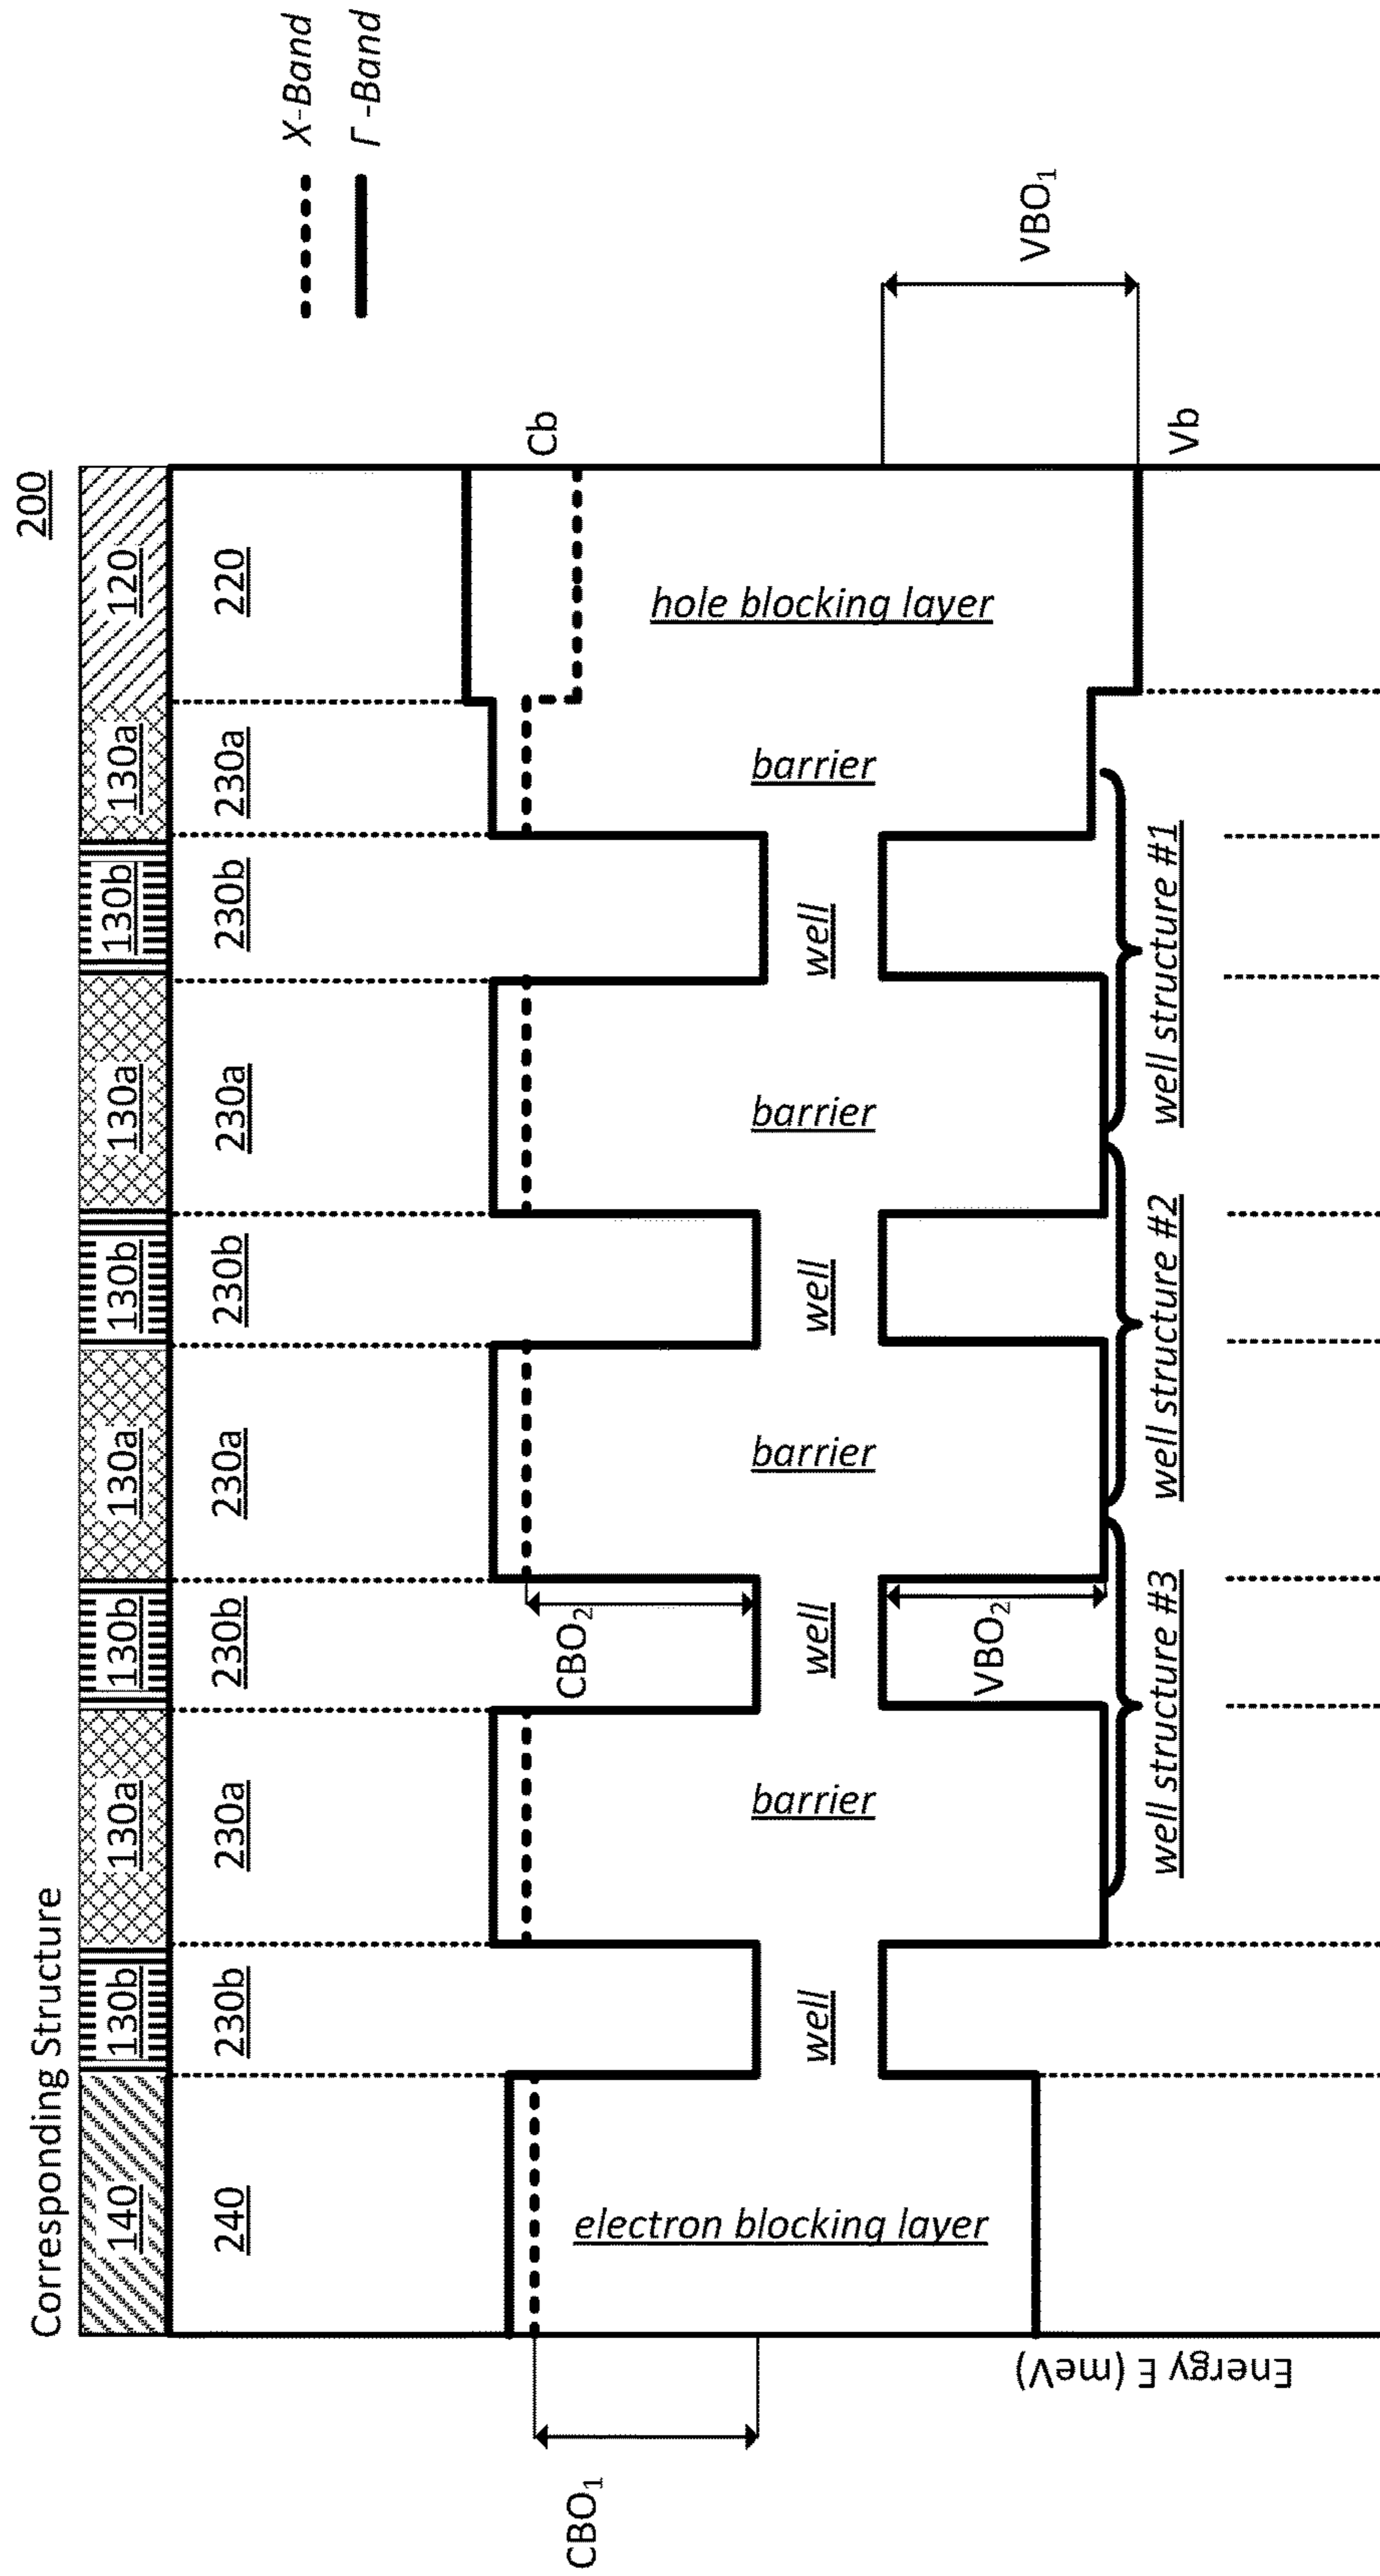 200
Corresponding Structure
140 130b 130a 130b 130a 130b 130a 130b 130a 120
240 230b 230a 230b 230a 230b 230a 230b 230a 220
X-Band
Γ-Band
Cb
CBO₁
CBO₂
electron blocking layer
well
barrier
well
barrier
well
barrier
well
barrier
hole blocking layer
VBO₂
VBO₁
Vb
well structure #3
well structure #2
well structure #1
Energy E (meV)